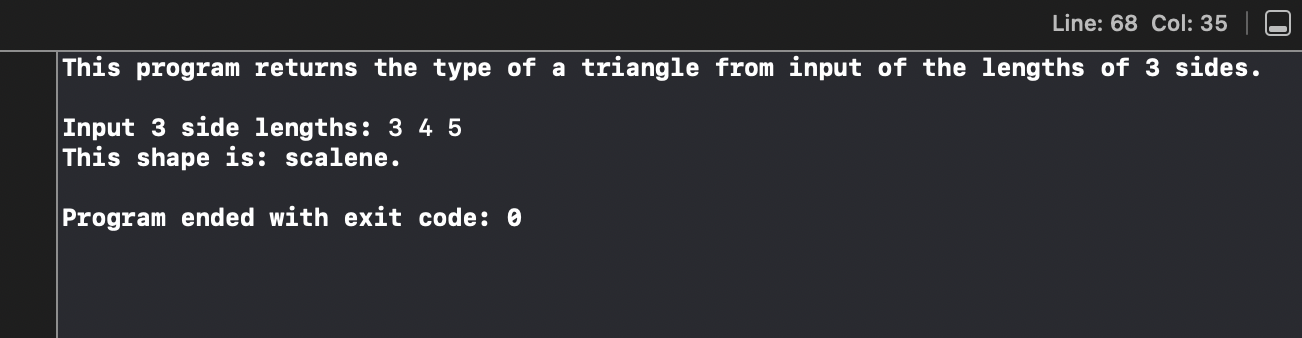 Line: 68 Col: 35
This program returns the type of a triangle from input of the lengths of 3 sides.
Input 3 side lengths: 3 4 5
This shape is: scalene.
Program ended with exit code: 0